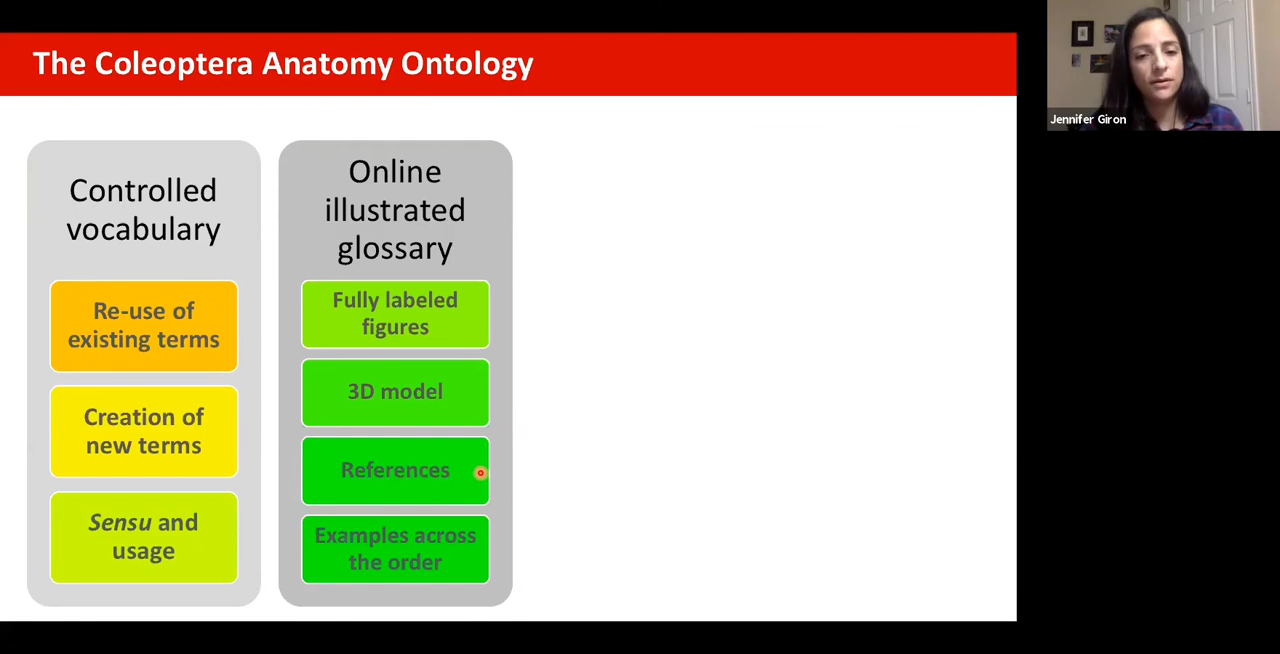 The Coleoptera Anatomy Ontology
Jennifer Giron
Controlled
vocabulary
Re-use of
existing terms
Creation of
new terms
Sensu and
usage
Online
illustrated
glossary
Fully labeled
figures
3D model
References
Examples across
the order